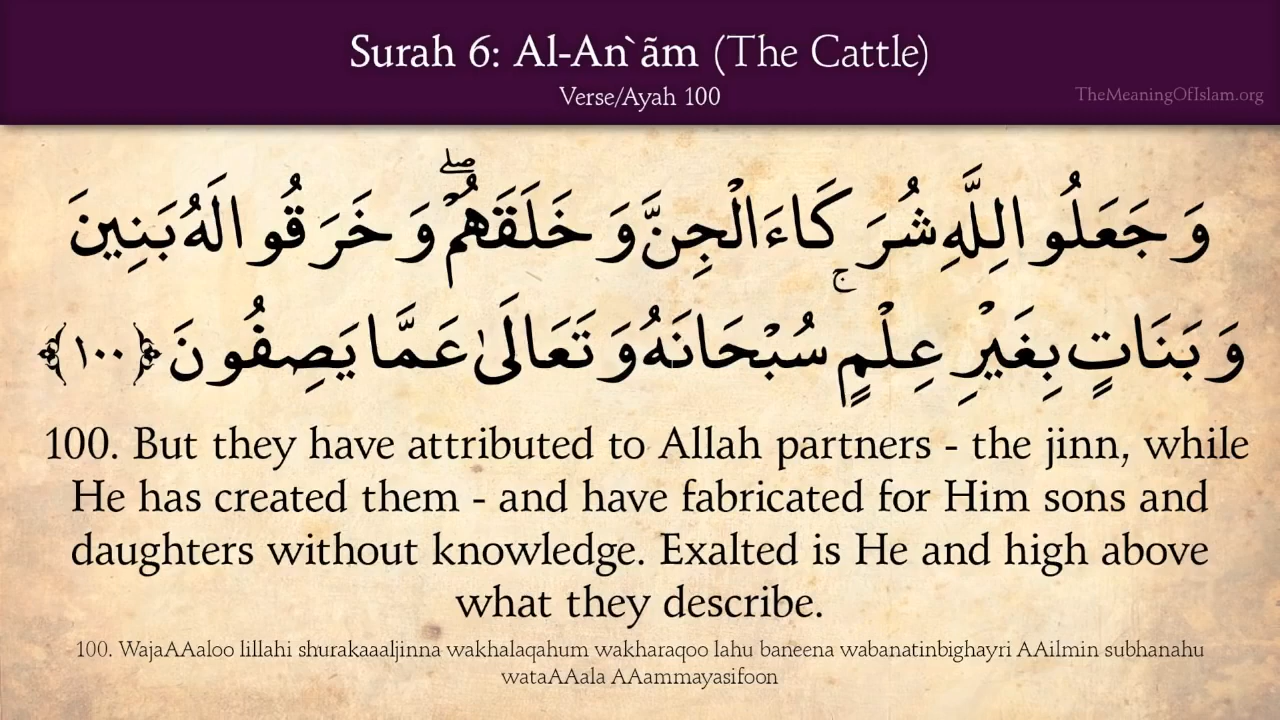 Surah 6: Al-An`ãm (The Cattle)
Verse/Ayah 100
TheMeaningOfIslam.org
وَجَعَلُوا لِلَّهِ شُرَكَاءَ الْجِنَّ وَخَلَقَهُمْ ۖ وَخَرَقُوا لَهُ بَنِينَ
وَبَنَاتٍ بِغَيْرِ عِلْمٍ ۚ سُبْحَانَهُ وَتَعَالَىٰ عَمَّا يَصِفُونَ ﴿١٠٠﴾
100. But they have attributed to Allah partners - the jinn, while
He has created them - and have fabricated for Him sons and
daughters without knowledge. Exalted is He and high above
what they describe.
100. WajaAAaloo lillahi shurakaaaljinna wakhalaqahum wakharaqoo lahu baneena wabanatinbighayri AAilmin subhanahu
wataAAala AAammayasifoon